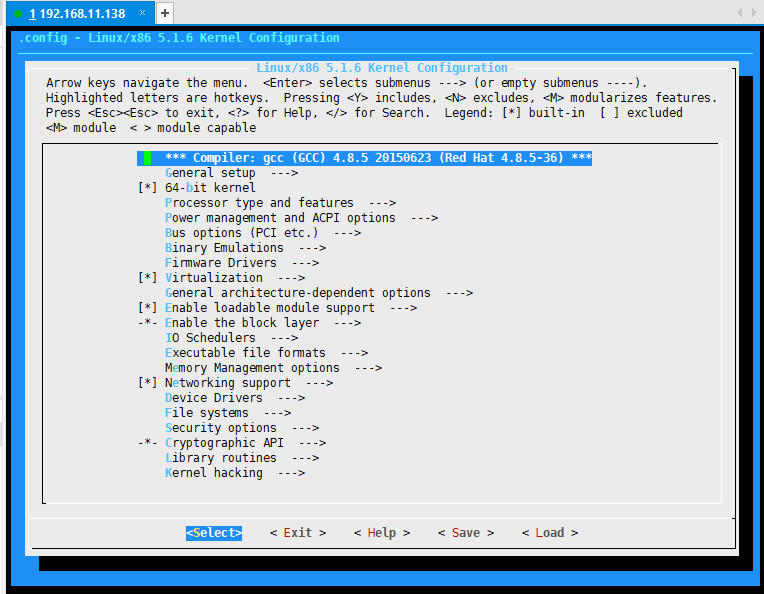 1 192.168.11.138 × +
.config - Linux/x86 5.1.6 Kernel Configuration
Linux/x86 5.1.6 Kernel Configuration
Arrow keys navigate the menu.  <Enter> selects submenus ---> (or empty submenus ----).
Highlighted letters are hotkeys.  Pressing <Y> includes, <N> excludes, <M> modularizes features.
Press <Esc><Esc> to exit, <?> for Help, </> for Search.  Legend: [*] built-in  [ ] excluded
<M> module  < > module capable
*** Compiler: gcc (GCC) 4.8.5 20150623 (Red Hat 4.8.5-36) ***
General setup  --->
[*] 64-bit kernel
Processor type and features  --->
Power management and ACPI options  --->
Bus options (PCI etc.)  --->
Binary Emulations  --->
Firmware Drivers  --->
[*] Virtualization  --->
General architecture-dependent options  --->
[*] Enable loadable module support  --->
-*- Enable the block layer  --->
IO Schedulers  --->
Executable file formats  --->
Memory Management options  --->
[*] Networking support  --->
Device Drivers  --->
File systems  --->
Security options  --->
-*- Cryptographic API  --->
Library routines  --->
Kernel hacking  --->
<Select>    < Exit >    < Help >    < Save >    < Load >